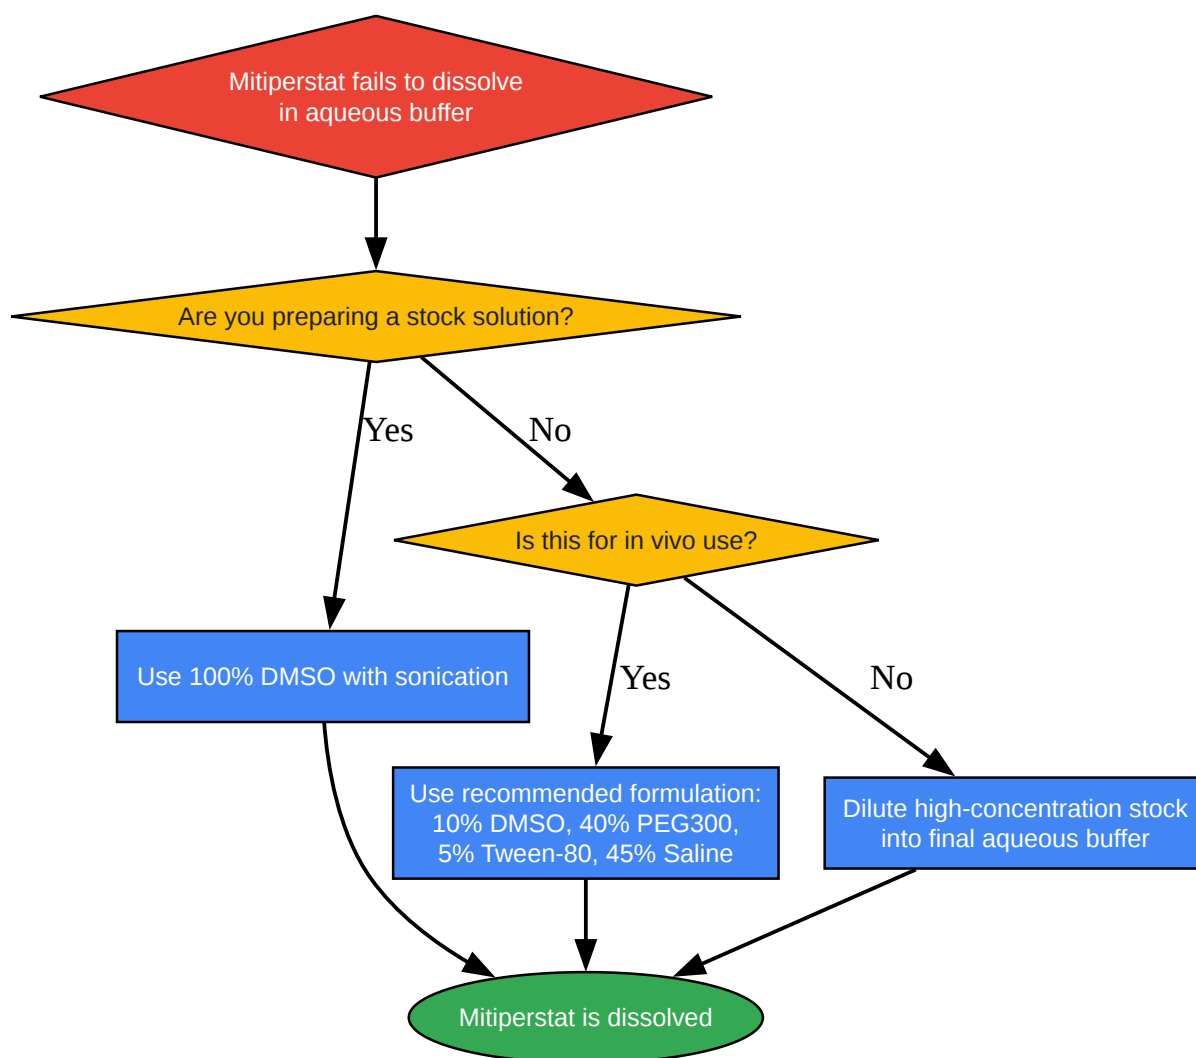 Mitiperstat fails to dissolve
in aqueous buffer
Are you preparing a stock solution?
Yes
No
Is this for in vivo use?
Use 100% DMSO with sonication
Yes
No
Use recommended formulation:
10% DMSO, 40% PEG300,
5% Tween-80, 45% Saline
Dilute high-concentration stock
into final aqueous buffer
Mitiperstat is dissolved